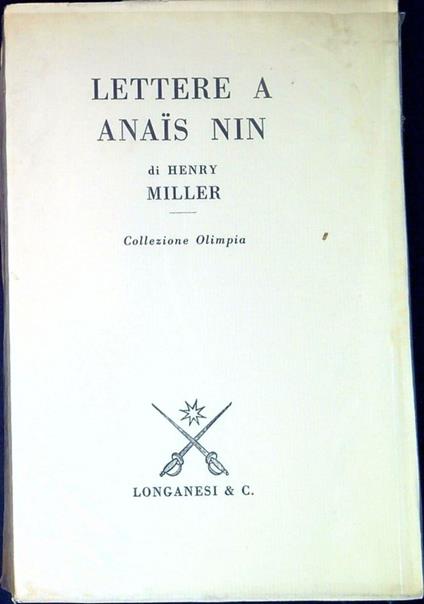 LETTERE A
ANAÏS NIN
di HENRY
MILLER
Collezione Olimpia
LONGANESI & C.